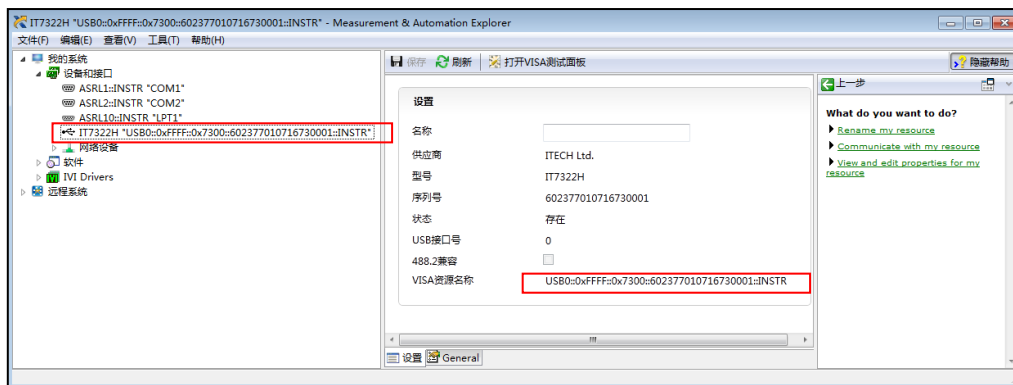 IT7322H "USB0::0xFFFF::0x7300::602377010716730001::INSTR" - Measurement & Automation Explorer
文件(F) 编辑(E) 查看(V) 工具(T) 帮助(H)
我的系统
设备和接口
ASRL1::INSTR "COM1"
ASRL2::INSTR "COM2"
ASRL10::INSTR "LPT1"
IT7322H "USB0::0xFFFF::0x7300::602377010716730001::INSTR"
网络设备
软件
IVI Drivers
远程系统
保存 刷新 打开VISA测试面板 隐藏帮助
设置
名称
供应商 ITECH Ltd.
型号 IT7322H
序列号 602377010716730001
状态 存在
USB接口号 0
488.2兼容
VISA资源名称 USB0::0xFFFF::0x7300::602377010716730001::INSTR
设置 General
上一步
What do you want to do?
Rename my resource
Communicate with my resource
View and edit properties for my
resource